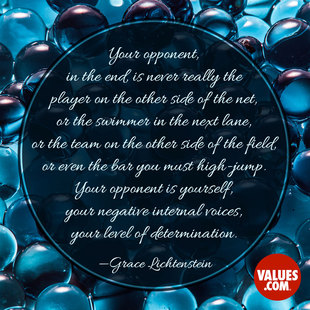 Your opponent,
in the end, is never really the
player on the other side of the net,
or the swimmer in the next lane,
or the team on the other side of the field,
or even the bar you must high-jump.
Your opponent is yourself,
your negative internal voices,
your level of determination.
—Grace Lichtenstein
VALUES
.COM